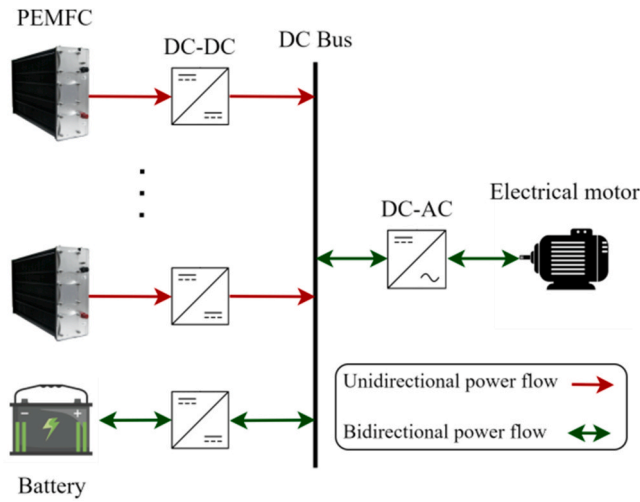 PEMFC
DC-DC
DC Bus
DC-AC
Electrical motor
Unidirectional power flow
Bidirectional power flow
Battery